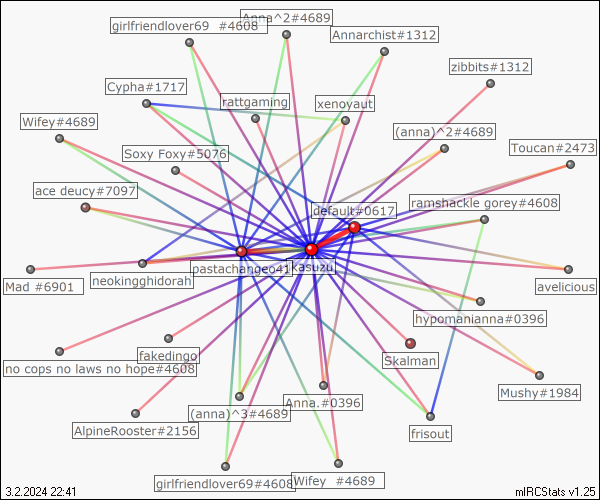 girlfriendlover69 #4608
Anna^2#4689
Annarchist#1312
zibbits#1312
Cypha#1717
rattgaming
xenoyaut
Wifey#4689
(anna)^2#4689
Toucan#2473
Soxy Foxy#5076
ace deucy#7097
default#0617
ramshackle gorey#4608
pastachangeo41
kasuzu
Mad #6901
neokingghidorah
avelicious
hypomanianna#0396
fakedingo
Skalman
no cops no laws no hope#4608
Mushy#1984
(anna)^3#4689
Anna.#0396
AlpineRooster#2156
frisout
girlfriendlover69#4608
Wifey #4689
3.2.2024 22:41
mIRCStats v1.25